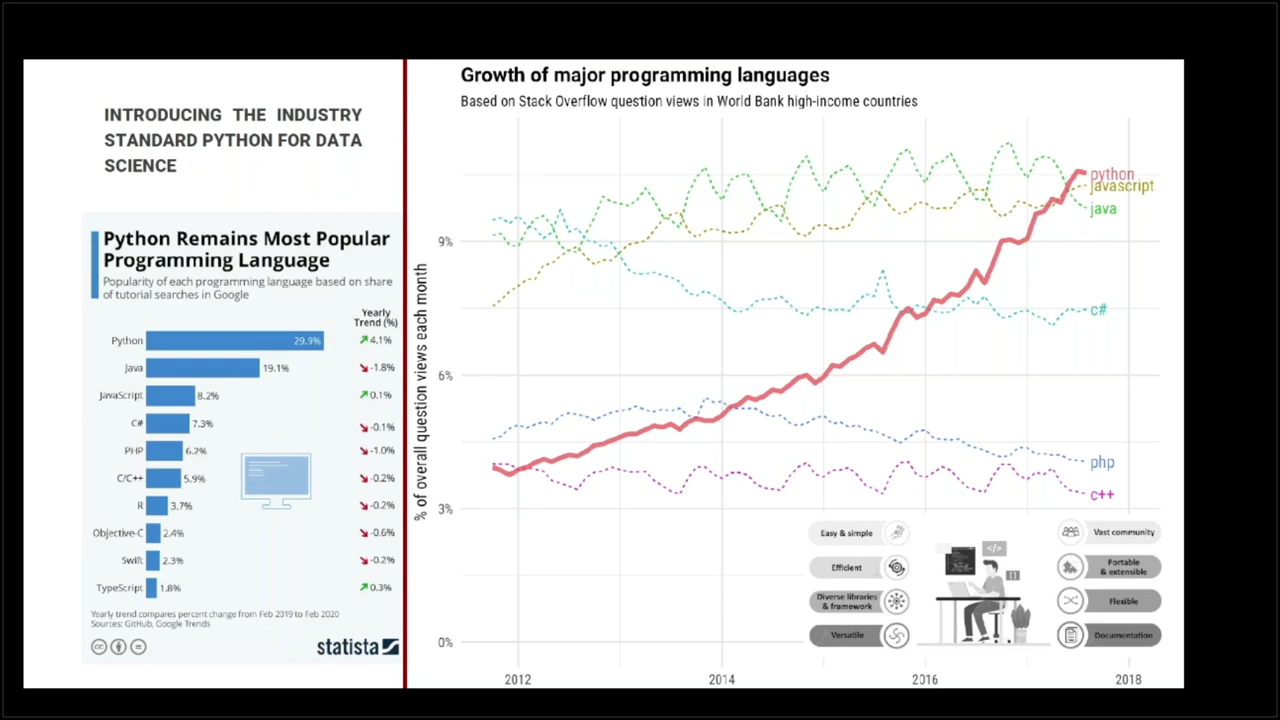 INTRODUCING THE INDUSTRY
STANDARD PYTHON FOR DATA
SCIENCE
Python Remains Most Popular
Programming Language
Popularity of each programming language based on share
of tutorial searches in Google
Yearly
Trend (%)
Python 29.9% 4.1%
Java 19.1% -1.8%
JavaScript 8.2% 0.1%
C# 7.3% -0.1%
PHP 6.2% -1.0%
C/C++ 5.9% -0.2%
R 3.7% -0.2%
Objective-C 2.4% -0.6%
Swift 2.3% -0.2%
TypeScript 1.8% 0.3%
Yearly trend compares percent change from Feb 2019 to Feb 2020
Sources: GitHub, Google Trends
cc
statista
Growth of major programming languages
Based on Stack Overflow question views in World Bank high-income countries
% of overall question views each month
9%
6%
3%
0%
2012 2014 2016 2018
python
javascript
java
c#
php
c++
Easy & simple
Efficient
Diverse libraries
& framework
Versatile
</>
{}
Vast community
Portable
& extensible
Flexible
Documentation